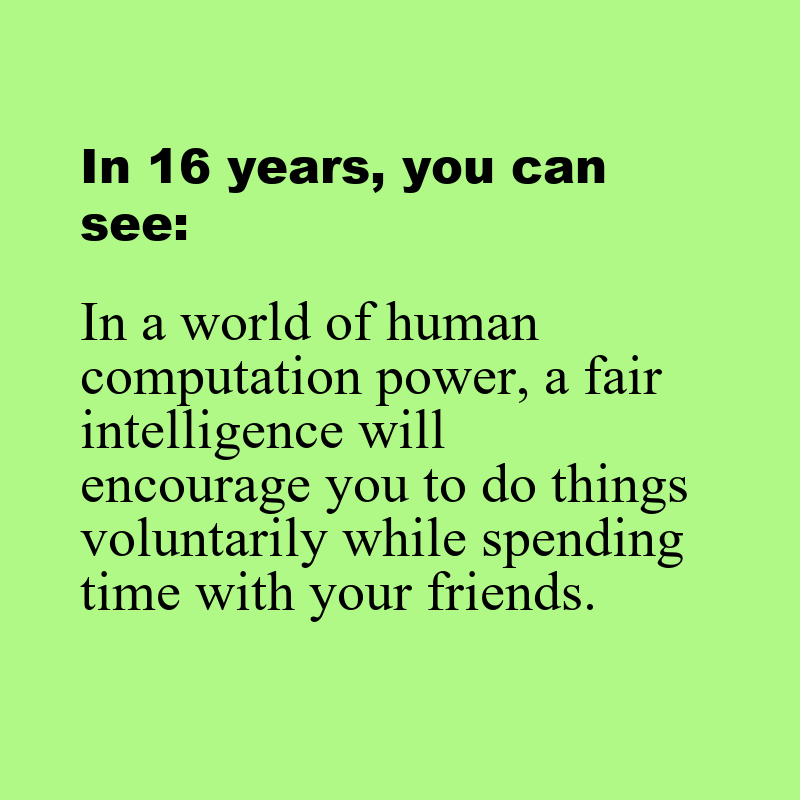 In 16 years, you can
see:
In a world of human
computation power, a fair
intelligence will
encourage you to do things
voluntarily while spending
time with your friends.